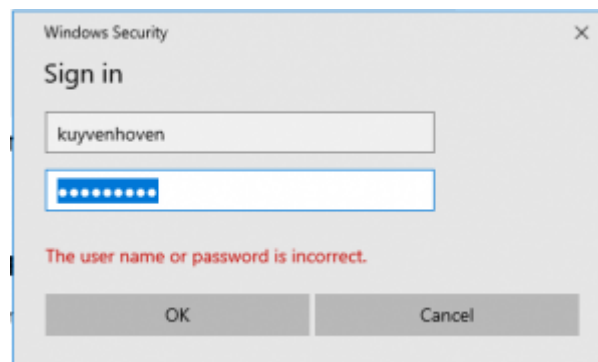 Windows Security
Sign in
kuyvenhoven
●●●●●●●●●
The user name or password is incorrect.
OK
Cancel